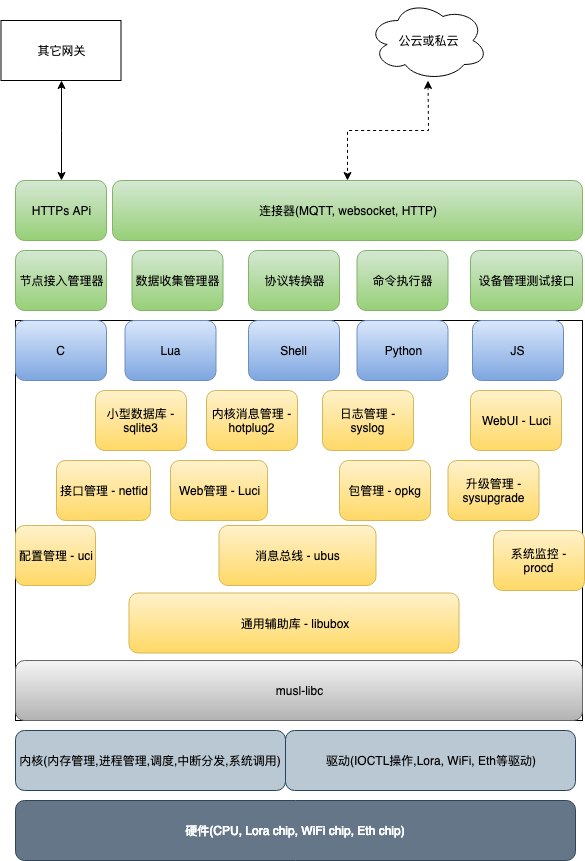 公云或私云
其它网关
HTTPs APi
连接器(MQTT, websocket, HTTP)
节点接入管理器
数据收集管理器
协议转换器
命令执行器
设备管理测试接口
C
Lua
Shell
Python
JS
小型数据库 -
sqlite3
内核消息管理 -
hotplug2
日志管理 -
syslog
WebUI - Luci
接口管理 - netfid
Web管理 - Luci
包管理 - opkg
升级管理 -
sysupgrade
配置管理 - uci
消息总线 - ubus
系统监控 -
procd
通用辅助库 - libubox
musl-libc
内核(内存管理,进程管理,调度,中断分发,系统调用)
驱动(IOCTL操作,Lora, WiFi, Eth等驱动)
硬件(CPU, Lora chip, WiFi chip, Eth chip)